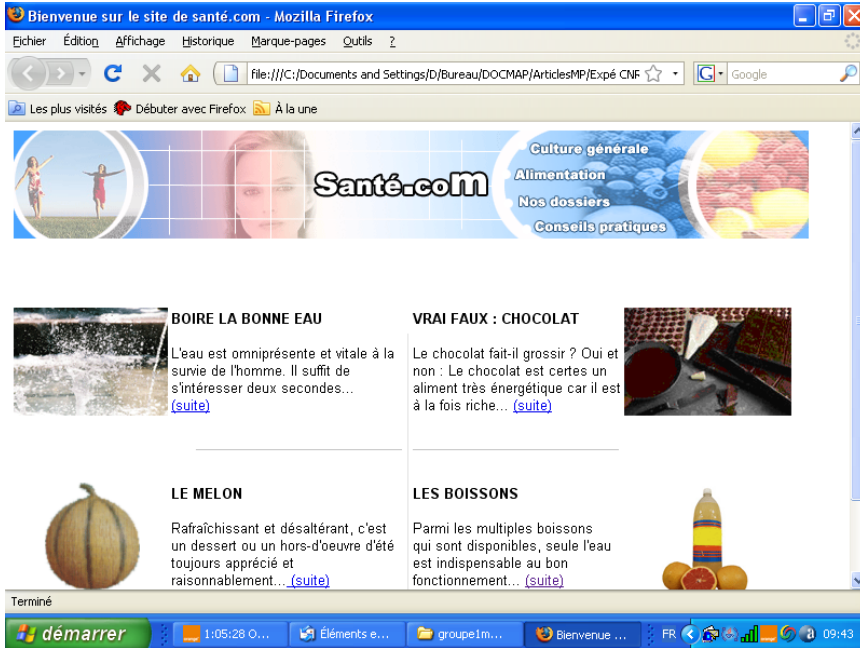 Bienvenue sur le site de santé.com - Mozilla Firefox
Fichier Édition Affichage Historique Marque-pages Outils ?
file:///C:/Documents and Settings/D/Bureau/DOCMAP/ArticlesMP/Expé CNR
G Google
Les plus visités Débuter avec Firefox À la une
Santé.com
Culture générale
Alimentation
Nos dossiers
Conseils pratiques
BOIRE LA BONNE EAU
L'eau est omniprésente et vitale à la
survie de l'homme. Il suffit de
s'intéresser deux secondes...
(suite)
VRAI FAUX : CHOCOLAT
Le chocolat fait-il grossir ? Oui et
non : Le chocolat est certes un
aliment très énergétique car il est
à la fois riche... (suite)
LE MELON
Rafraîchissant et désaltérant, c'est
un dessert ou un hors-d'oeuvre d'été
toujours apprécié et
raisonnablement... (suite)
LES BOISSONS
Parmi les multiples boissons
qui sont disponibles, seule l'eau
est indispensable au bon
fonctionnement... (suite)
Terminé
démarrer 1:05:28 O... Éléments e... groupe1m... Bienvenue ... FR 09:43